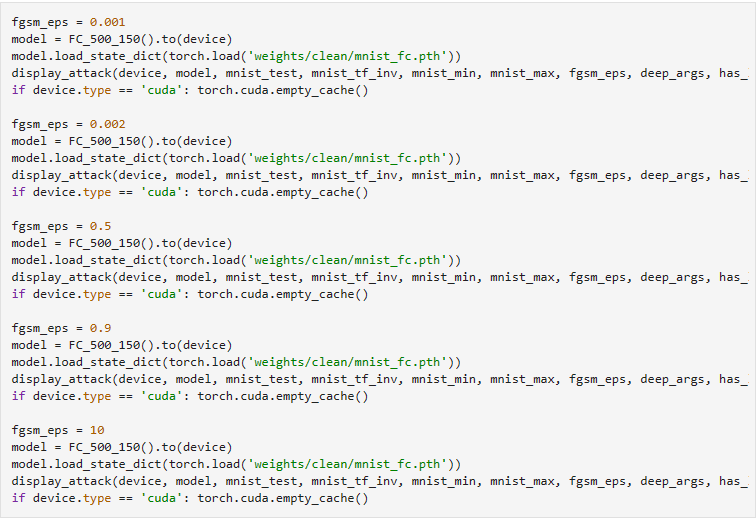 fgsm_eps = 0.001
model = FC_500_150().to(device)
model.load_state_dict(torch.load('weights/clean/mnist_fc.pth'))
display_attack(device, model, mnist_test, mnist_tf_inv, mnist_min, mnist_max, fgsm_eps, deep_args, has_
if device.type == 'cuda': torch.cuda.empty_cache()

fgsm_eps = 0.002
model = FC_500_150().to(device)
model.load_state_dict(torch.load('weights/clean/mnist_fc.pth'))
display_attack(device, model, mnist_test, mnist_tf_inv, mnist_min, mnist_max, fgsm_eps, deep_args, has_
if device.type == 'cuda': torch.cuda.empty_cache()

fgsm_eps = 0.5
model = FC_500_150().to(device)
model.load_state_dict(torch.load('weights/clean/mnist_fc.pth'))
display_attack(device, model, mnist_test, mnist_tf_inv, mnist_min, mnist_max, fgsm_eps, deep_args, has_
if device.type == 'cuda': torch.cuda.empty_cache()

fgsm_eps = 0.9
model = FC_500_150().to(device)
model.load_state_dict(torch.load('weights/clean/mnist_fc.pth'))
display_attack(device, model, mnist_test, mnist_tf_inv, mnist_min, mnist_max, fgsm_eps, deep_args, has_
if device.type == 'cuda': torch.cuda.empty_cache()

fgsm_eps = 10
model = FC_500_150().to(device)
model.load_state_dict(torch.load('weights/clean/mnist_fc.pth'))
display_attack(device, model, mnist_test, mnist_tf_inv, mnist_min, mnist_max, fgsm_eps, deep_args, has_
if device.type == 'cuda': torch.cuda.empty_cache()